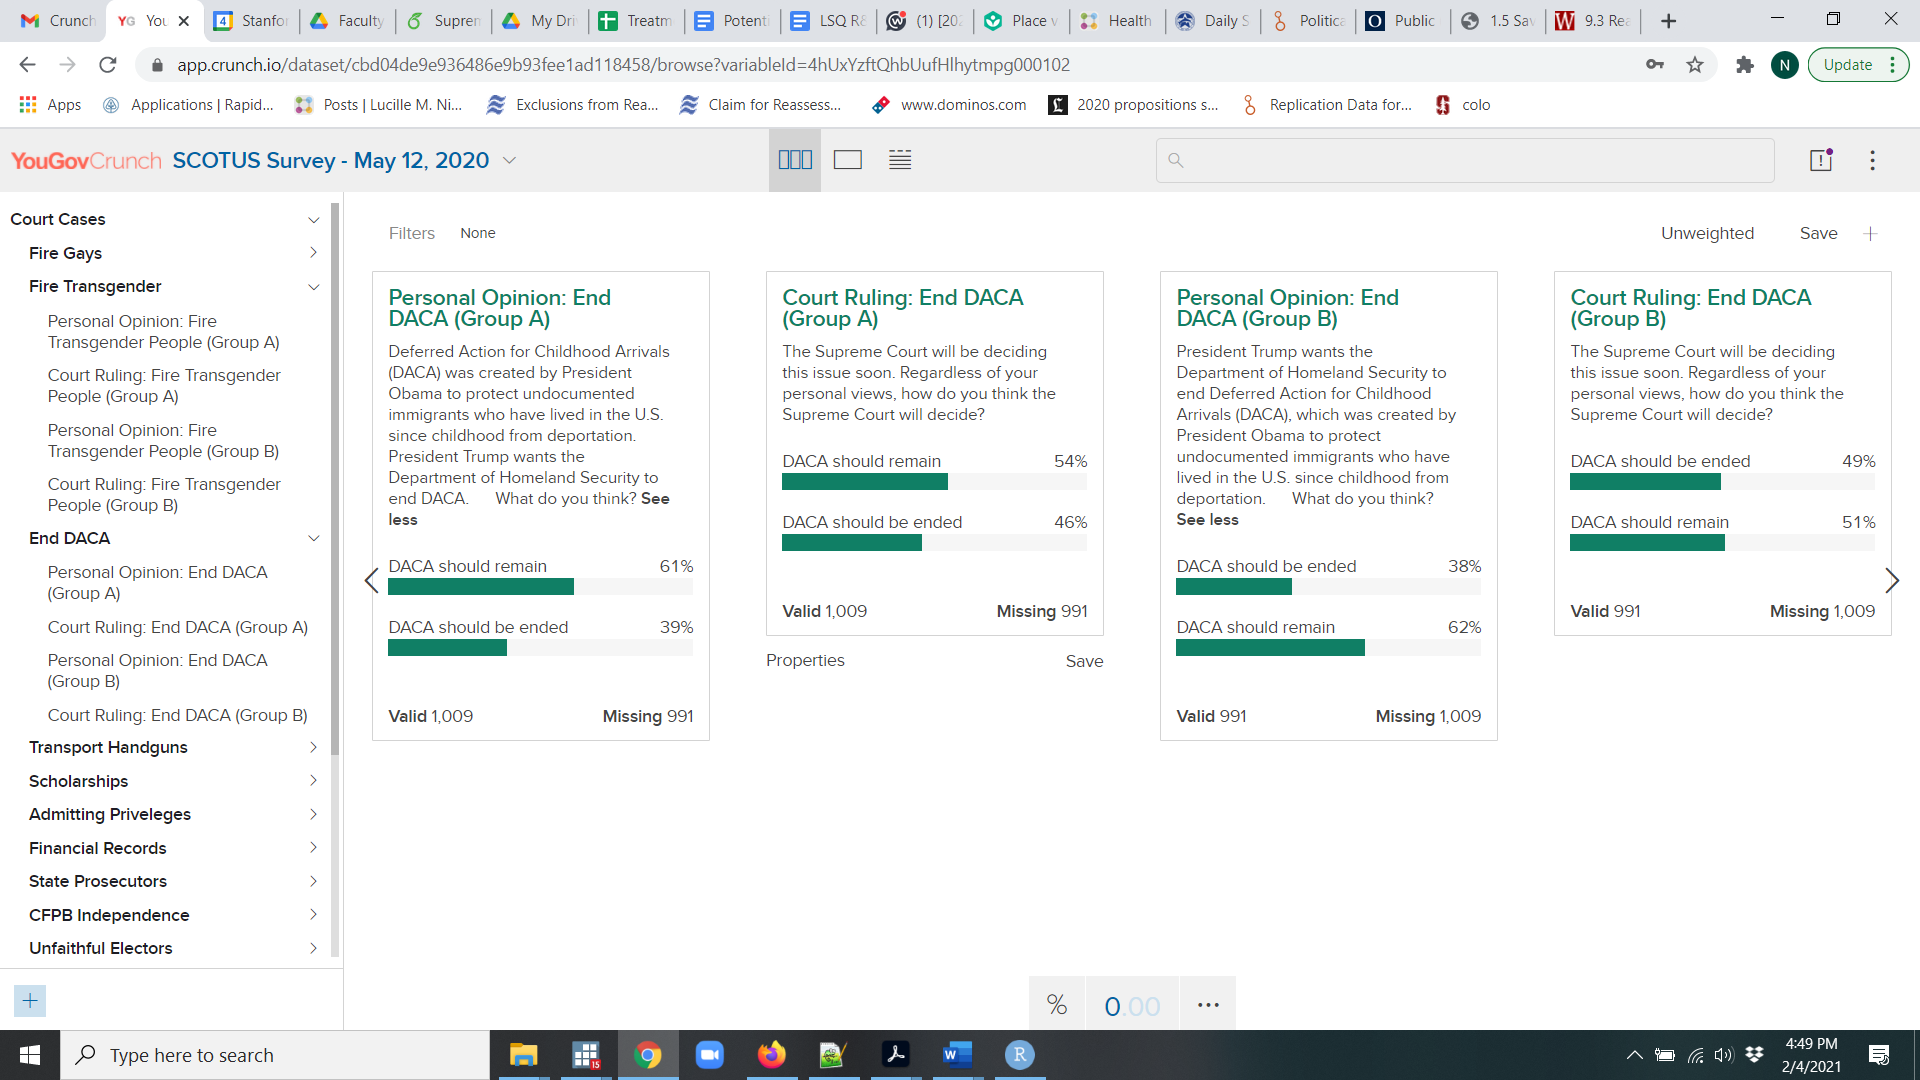 Crunch
YG You
Stanfo
Faculty
Suprem
My Dri
Treatm
Potenti
LSQ R&
(1) [202
Place v
Health
Daily S
Politica
Public
1.5 Sav
9.3 Rea
app.crunch.io/dataset/cbd04de9e936486e9b93fee1ad118458/browse?variableId=4hUxYzftQhbUufHlhytmpg000102
N
Update
Apps
Applications | Rapid...
Posts | Lucille M. Ni...
Exclusions from Rea...
Claim for Reassess...
www.dominos.com
2020 propositions s...
Replication Data for...
colo
YouGovCrunch SCOTUS Survey - May 12, 2020
Court Cases
Fire Gays
Fire Transgender
Personal Opinion: Fire
Transgender People (Group A)
Court Ruling: Fire Transgender
People (Group A)
Personal Opinion: Fire
Transgender People (Group B)
Court Ruling: Fire Transgender
People (Group B)
End DACA
Personal Opinion: End DACA
(Group A)
Court Ruling: End DACA (Group A)
Personal Opinion: End DACA
(Group B)
Court Ruling: End DACA (Group B)
Transport Handguns
Scholarships
Admitting Priveleges
Financial Records
State Prosecutors
CFPB Independence
Unfaithful Electors
Filters None
Unweighted Save
Personal Opinion: End
DACA (Group A)
Deferred Action for Childhood Arrivals
(DACA) was created by President
Obama to protect undocumented
immigrants who have lived in the U.S.
since childhood from deportation.
President Trump wants the
Department of Homeland Security to
end DACA. What do you think? See
less
DACA should remain 61%
DACA should be ended 39%
Valid 1,009 Missing 991
Court Ruling: End DACA
(Group A)
The Supreme Court will be deciding
this issue soon. Regardless of your
personal views, how do you think the
Supreme Court will decide?
DACA should remain 54%
DACA should be ended 46%
Valid 1,009 Missing 991
Properties Save
Personal Opinion: End
DACA (Group B)
President Trump wants the
Department of Homeland Security to
end Deferred Action for Childhood
Arrivals (DACA), which was created by
President Obama to protect
undocumented immigrants who have
lived in the U.S. since childhood from
deportation. What do you think?
See less
DACA should be ended 38%
DACA should remain 62%
Valid 991 Missing 1,009
Court Ruling: End DACA
(Group B)
The Supreme Court will be deciding
this issue soon. Regardless of your
personal views, how do you think the
Supreme Court will decide?
DACA should be ended 49%
DACA should remain 51%
Valid 991 Missing 1,009
% 0.00 ...
Type here to search
15
4:49 PM
2/4/2021